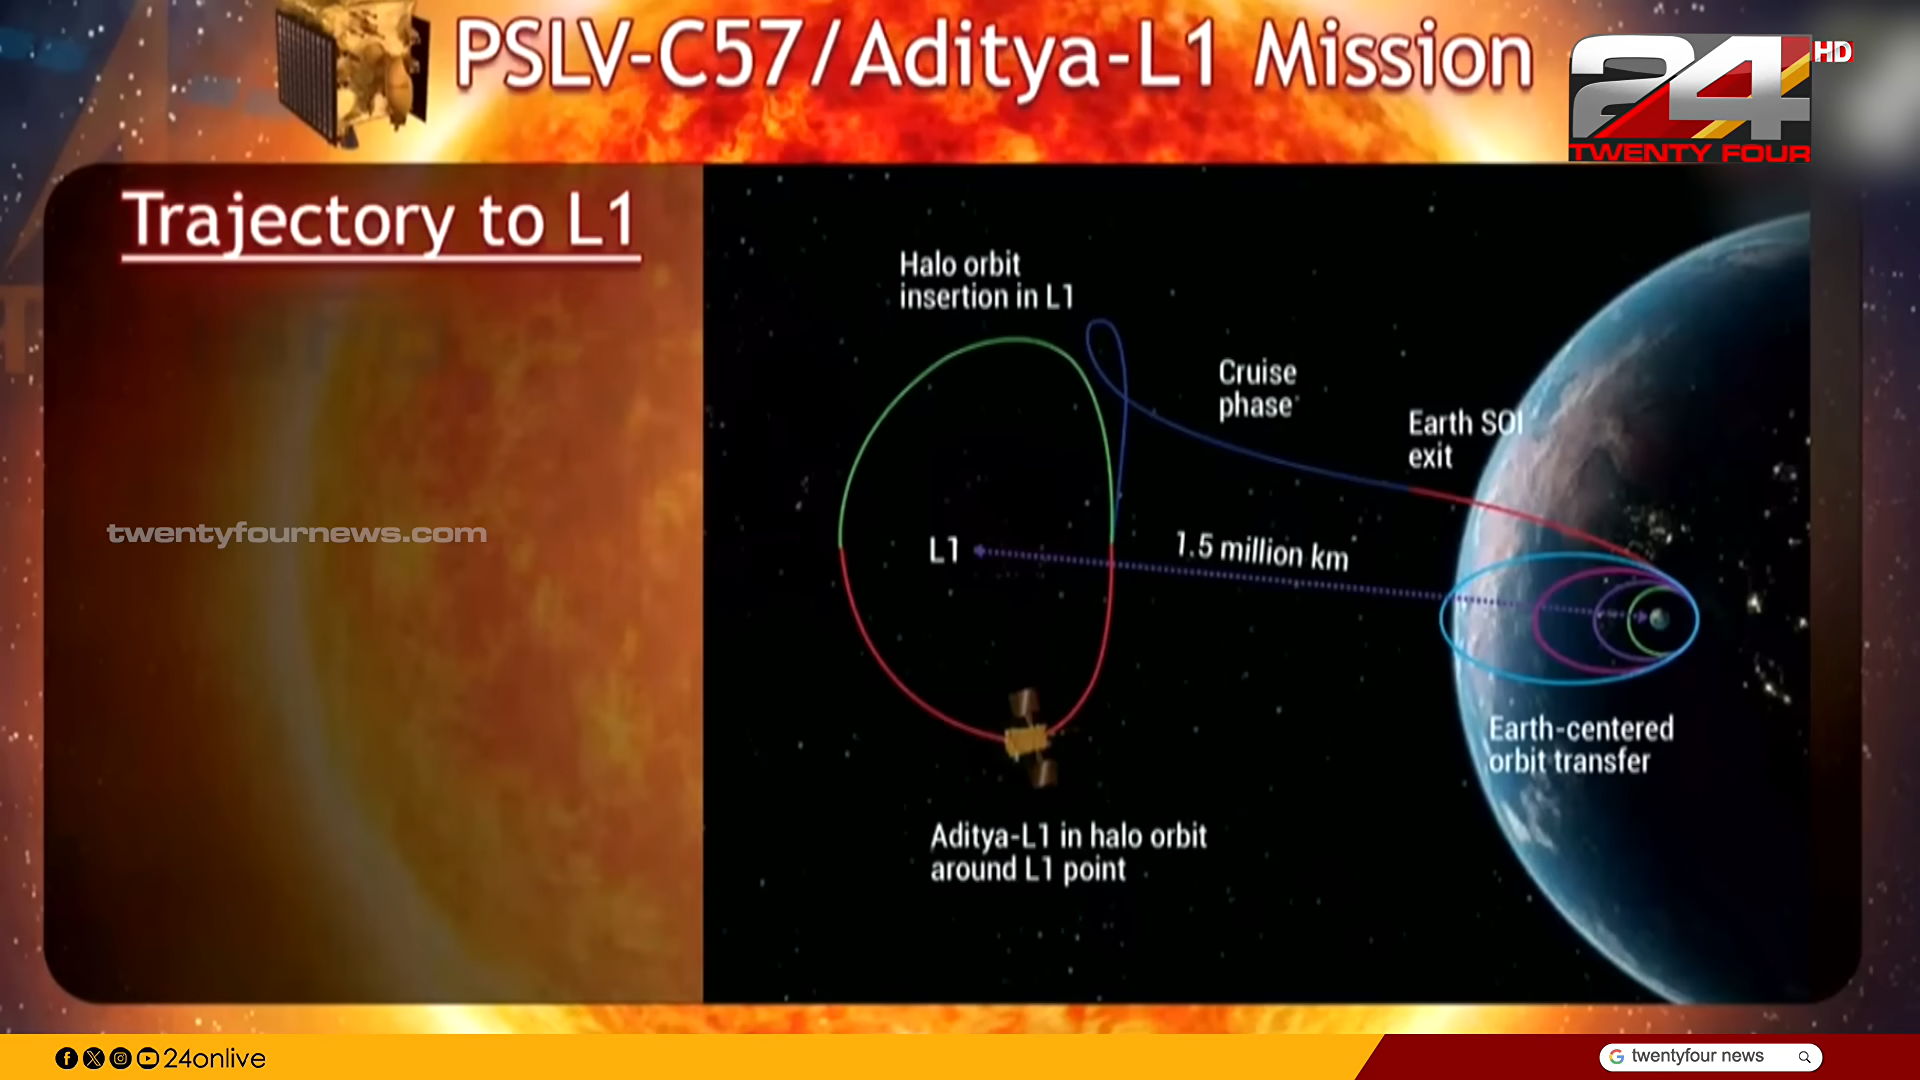 PSLV-C57/Aditya-L1 Mission
24 HD
TWENTY FOUR
Trajectory to L1
Halo orbit
insertion in L1
Cruise
phase
Earth SOI
exit
twentyfournews.com
L1
1.5 million km
Earth-centered
orbit transfer
Aditya-L1 in halo orbit
around L1 point
24onlive
twentyfour news